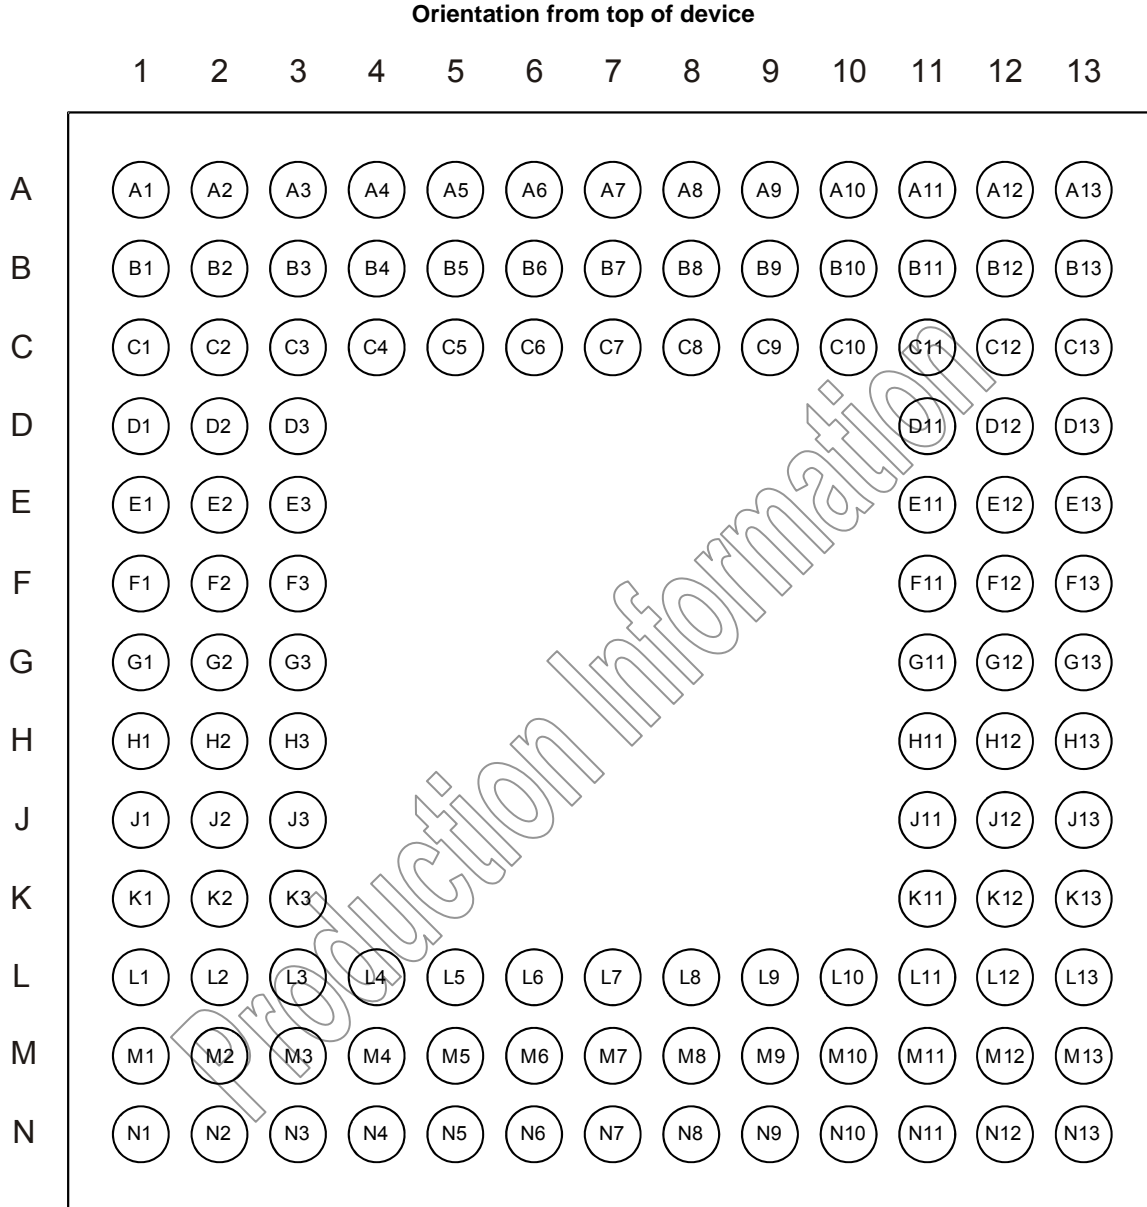 Orientation from top of device
1 2 3 4 5 6 7 8 9 10 11 12 13
A A1 A2 A3 A4 A5 A6 A7 A8 A9 A10 A11 A12 A13
B B1 B2 B3 B4 B5 B6 B7 B8 B9 B10 B11 B12 B13
C C1 C2 C3 C4 C5 C6 C7 C8 C9 C10 C11 C12 C13
D D1 D2 D3 D11 D12 D13
E E1 E2 E3 E11 E12 E13
F F1 F2 F3 F11 F12 F13
G G1 G2 G3 G11 G12 G13
H H1 H2 H3 H11 H12 H13
J J1 J2 J3 J11 J12 J13
K K1 K2 K3 K11 K12 K13
L L1 L2 L3 L4 L5 L6 L7 L8 L9 L10 L11 L12 L13
M M1 M2 M3 M4 M5 M6 M7 M8 M9 M10 M11 M12 M13
N N1 N2 N3 N4 N5 N6 N7 N8 N9 N10 N11 N12 N13
Production Information